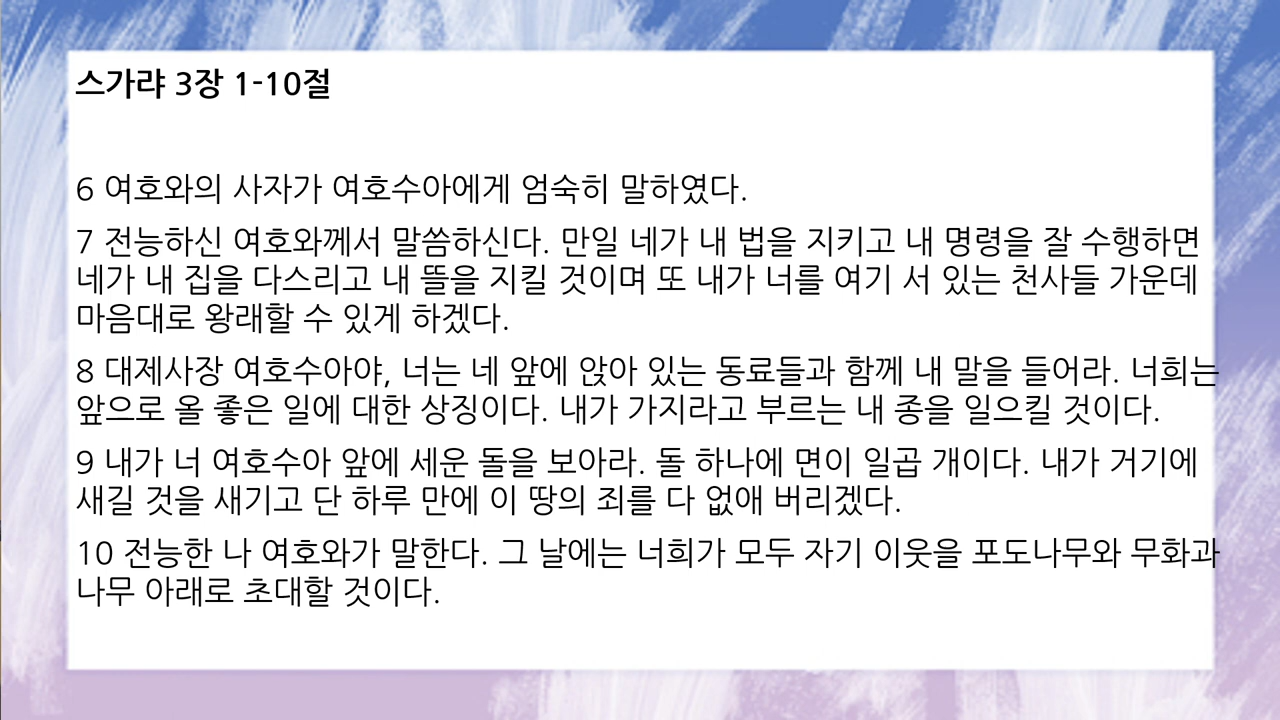 스가랴 3장 1-10절
6 여호와의 사자가 여호수아에게 엄숙히 말하였다.
7 전능하신 여호와께서 말씀하신다. 만일 네가 내 법을 지키고 내 명령을 잘 수행하면
네가 내 집을 다스리고 내 뜰을 지킬 것이며 또 내가 너를 여기 서 있는 천사들 가운데
마음대로 왕래할 수 있게 하겠다.
8 대제사장 여호수아야, 너는 네 앞에 앉아 있는 동료들과 함께 내 말을 들어라. 너희는
앞으로 올 좋은 일에 대한 상징이다. 내가 가지라고 부르는 내 종을 일으킬 것이다.
9 내가 너 여호수아 앞에 세운 돌을 보아라. 돌 하나에 면이 일곱 개이다. 내가 거기에
새길 것을 새기고 단 하루 만에 이 땅의 죄를 다 없애 버리겠다.
10 전능한 나 여호와가 말한다. 그 날에는 너희가 모두 자기 이웃을 포도나무와 무화과
나무 아래로 초대할 것이다.